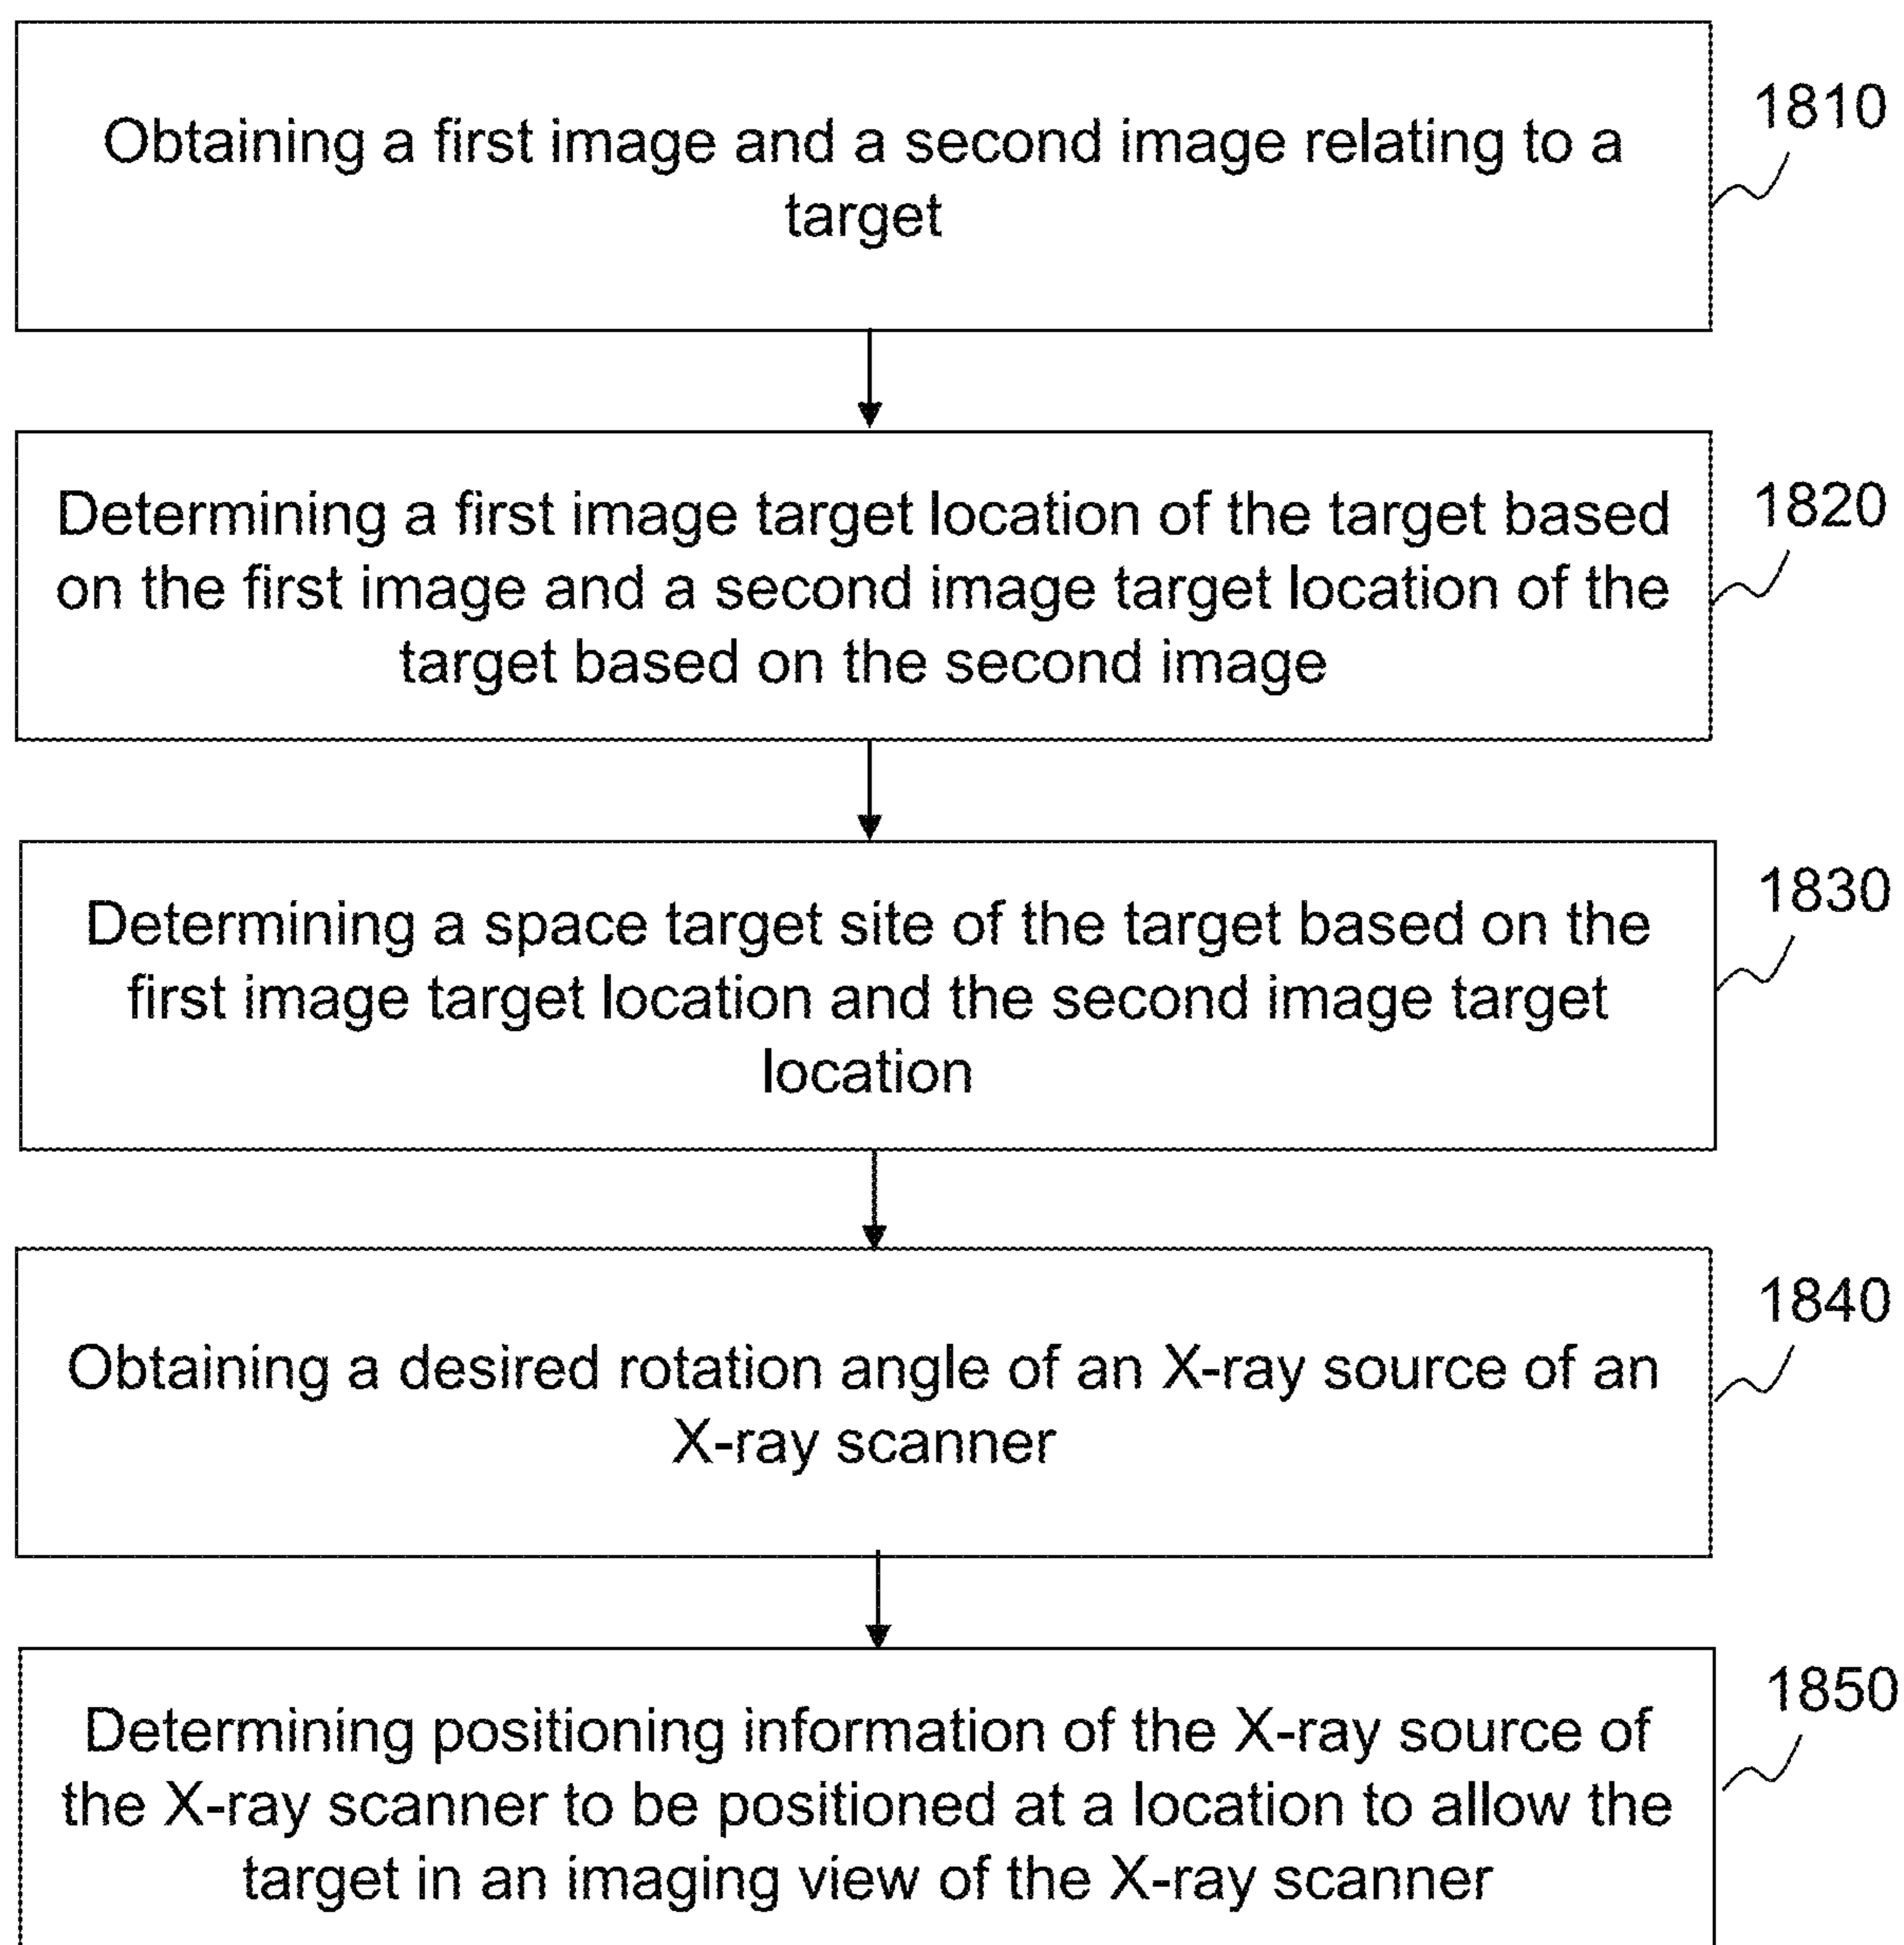 Obtaining a first image and a second image relating to a
target
1810
Determining a first image target location of the target based
on the first image and a second image target location of the
target based on the second image
1820
Determining a space target site of the target based on the
first image target location and the second image target
location
1830
Obtaining a desired rotation angle of an X-ray source of an
X-ray scanner
1840
Determining positioning information of the X-ray source of
the X-ray scanner to be positioned at a location to allow the
target in an imaging view of the X-ray scanner
1850